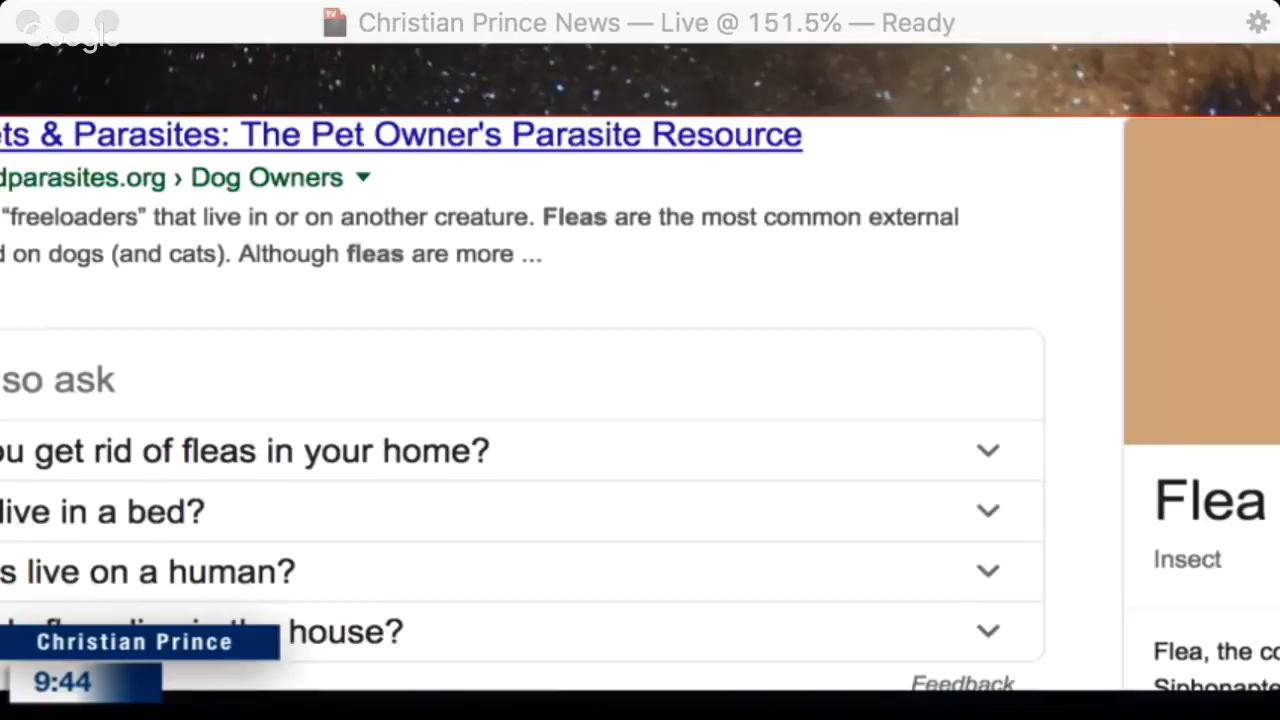 Christian Prince News — Live @ 151.5% — Ready
Google
ts & Parasites: The Pet Owner's Parasite Resource
dparasites.org › Dog Owners
"freeloaders" that live in or on another creature. Fleas are the most common external
d on dogs (and cats). Although fleas are more ...
so ask
ou get rid of fleas in your home?
live in a bed?
s live on a human?
house?
Christian Prince
9:44
Feedback
Flea
Insect
Flea, the co
Siphonapte